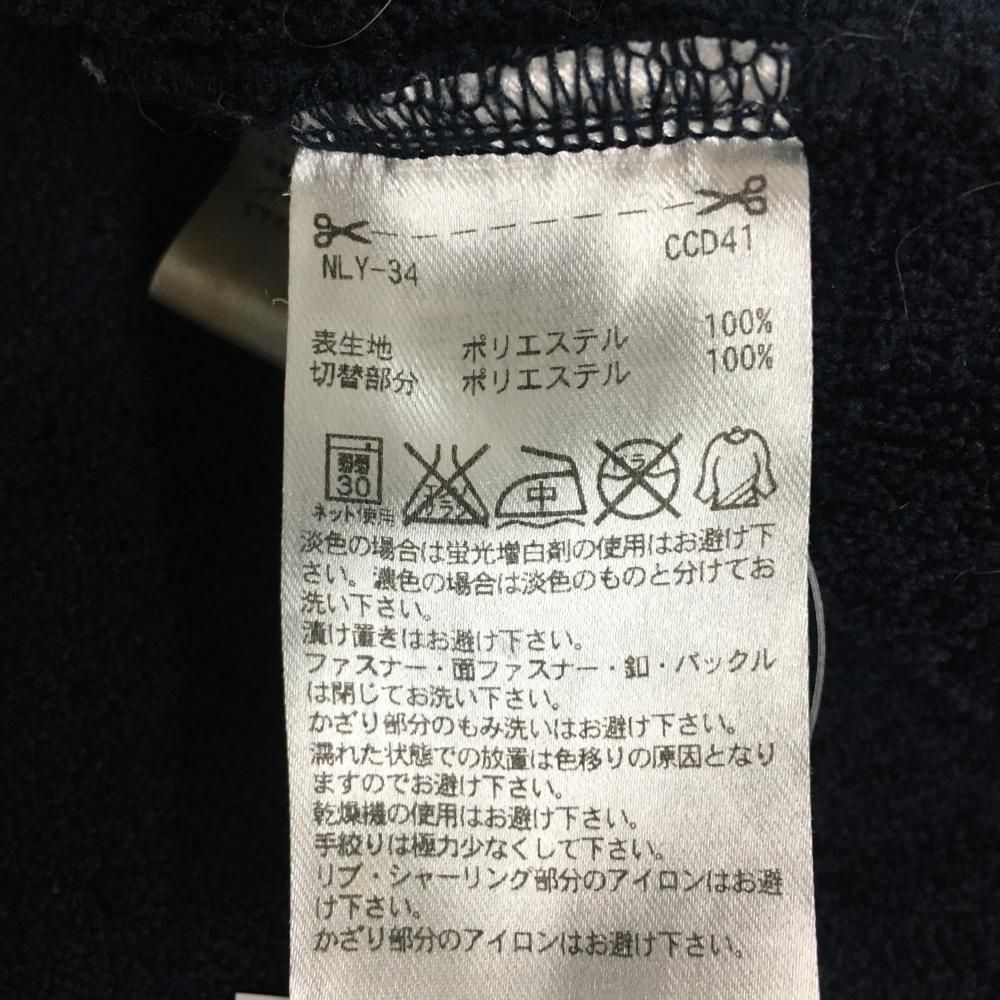 NLY-34 CCD41
表生地 ポリエステル 100%
切替部分 ポリエステル 100%
弱 30 エンソ サラシ 中 ドライ
ネット使用
淡色の場合は蛍光増白剤の使用はお避け下
さい。濃色の場合は淡色のものと分けてお
洗い下さい。
漬け置きはお避け下さい。
ファスナー・面ファスナー・釦・バックル
は閉じてお洗い下さい。
かざり部分のもみ洗いはお避け下さい。
濡れた状態での放置は色移りの原因となり
ますのでお避け下さい。
乾燥機の使用はお避け下さい。
手絞りは極力少なくして下さい。
リブ・シャーリング部分のアイロンはお避
け下さい。
かざり部分のアイロンはお避け下さい。